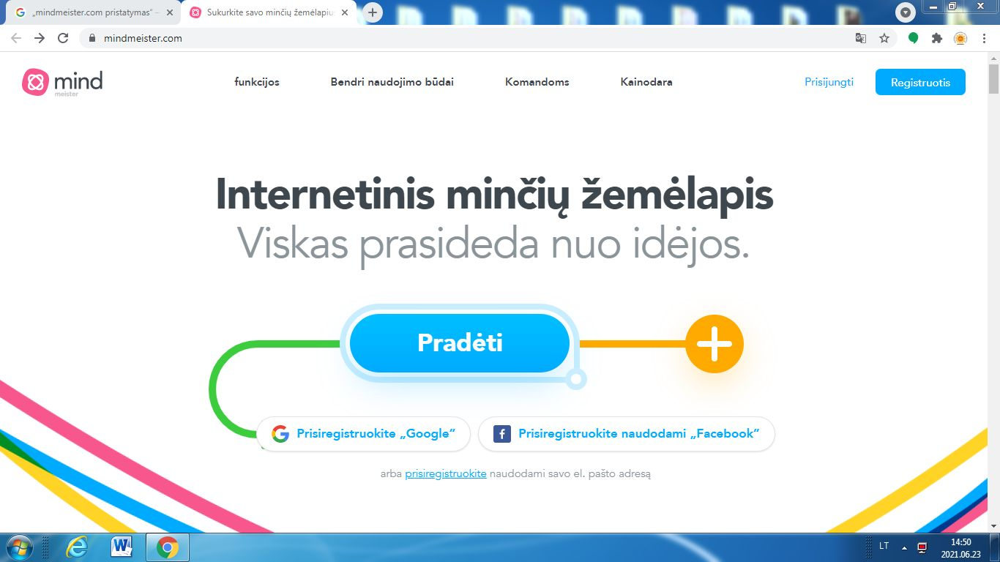 „mindmeister.com pristatymas“ –
Sukurkite savo minčių žemėlapius
mindmeister.com
mind
meister
funkcijos
Bendri naudojimo būdai
Komandoms
Kainodara
Prisijungti
Registruotis
Internetinis minčių žemėlapis
Viskas prasideda nuo idėjos.
Pradėti
Prisiregistruokite „Google“
Prisiregistruokite naudodami „Facebook“
arba prisiregistruokite naudodami savo el. pašto adresą
LT
14:50
2021.06.23